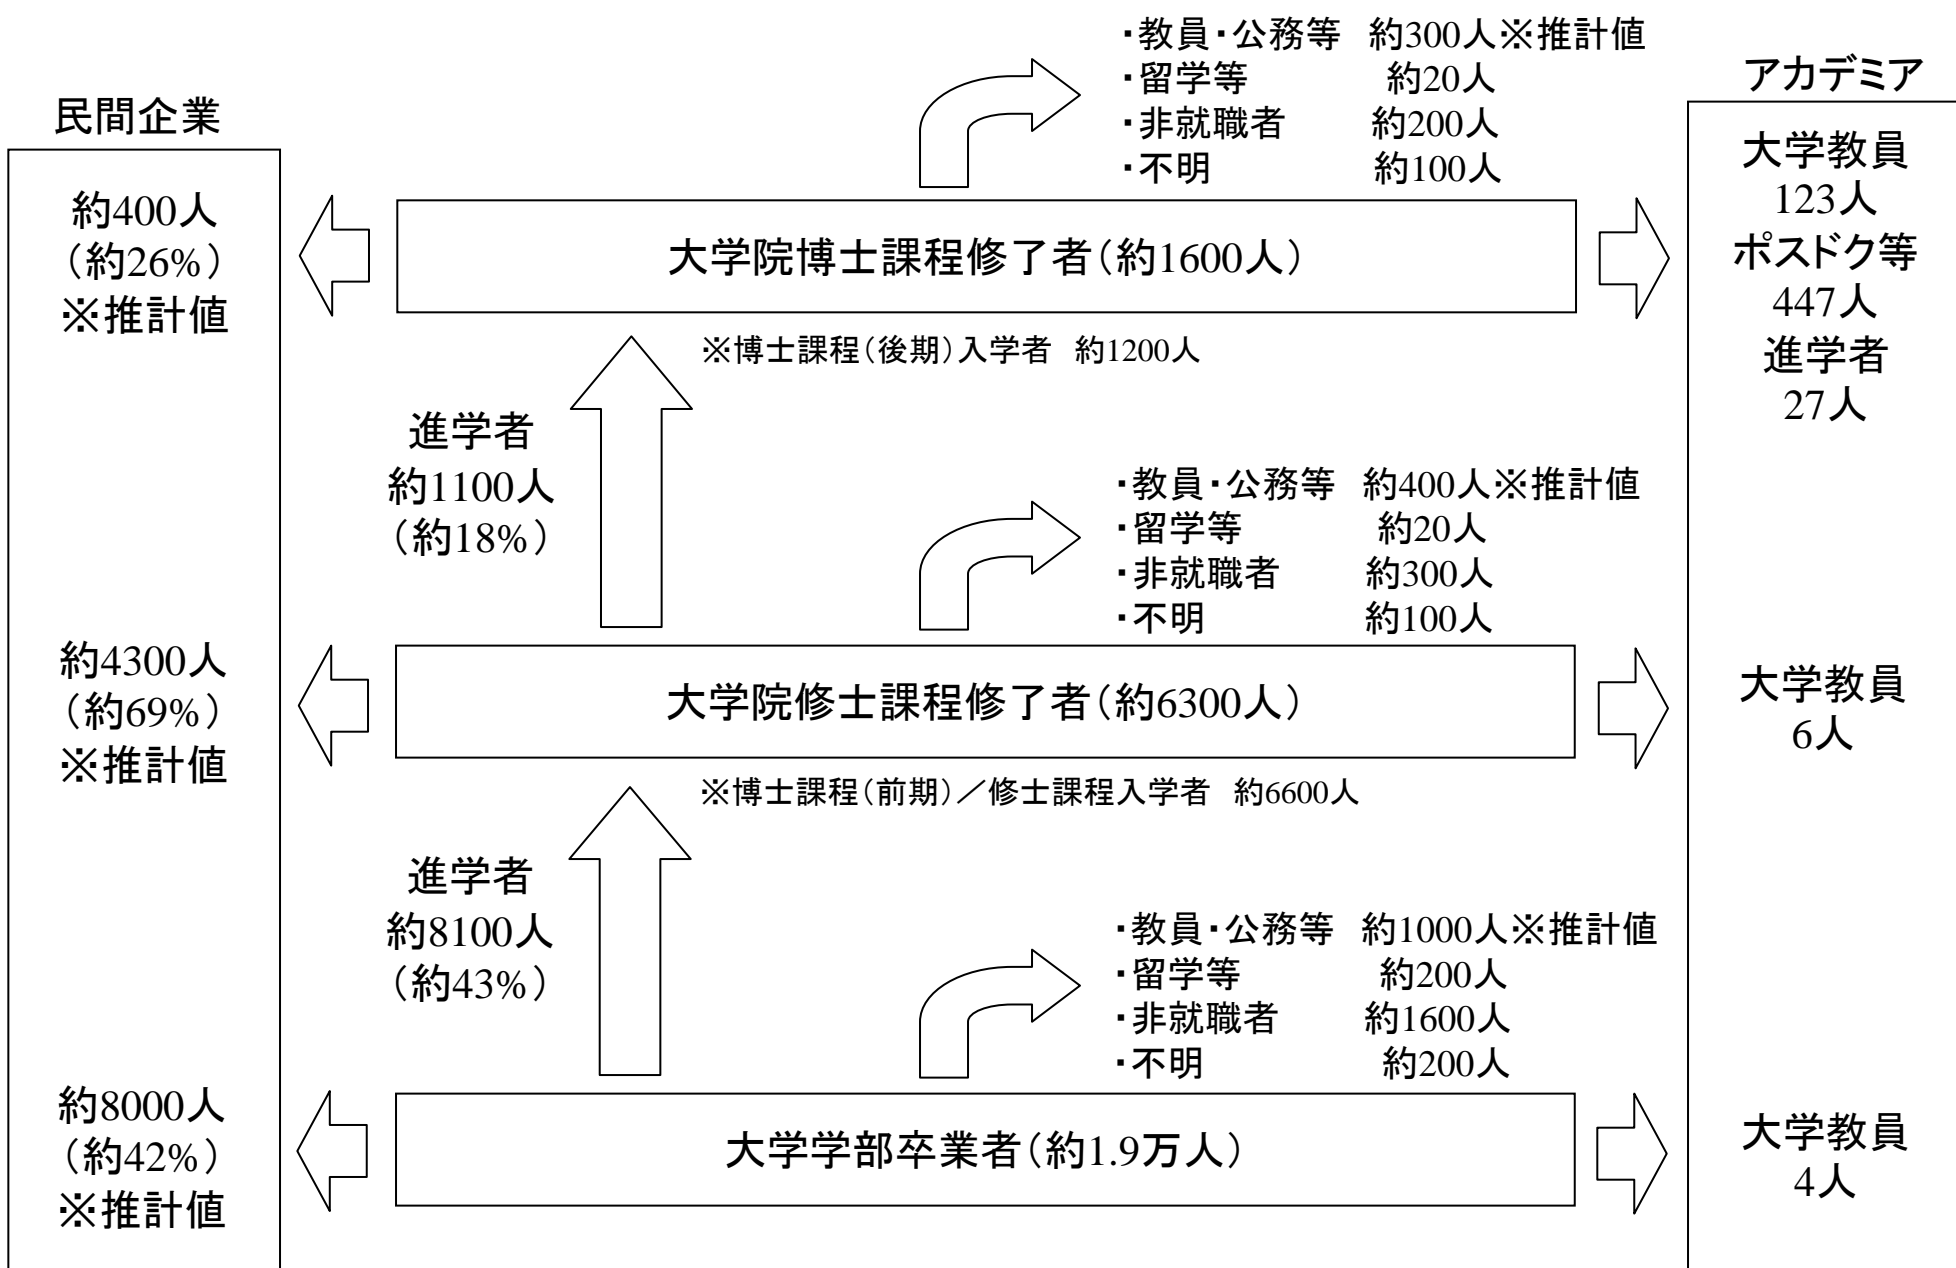 ・教員・公務等　約300人※推計値
・留学等　約20人
・非就職者　約200人
・不明　約100人
民間企業
アカデミア
約400人
（約26%）
※推計値
大学院博士課程修了者（約1600人）
大学教員
123人
ポスドク等
447人
進学者
27人
※博士課程（後期）入学者　約1200人
進学者
約1100人
（約18%）
・教員・公務等　約400人※推計値
・留学等　約20人
・非就職者　約300人
・不明　約100人
約4300人
（約69%）
※推計値
大学院修士課程修了者（約6300人）
大学教員
6人
※博士課程（前期）／修士課程入学者　約6600人
進学者
約8100人
（約43%）
・教員・公務等　約1000人※推計値
・留学等　約200人
・非就職者　約1600人
・不明　約200人
約8000人
（約42%）
※推計値
大学学部卒業者（約1.9万人）
大学教員
4人